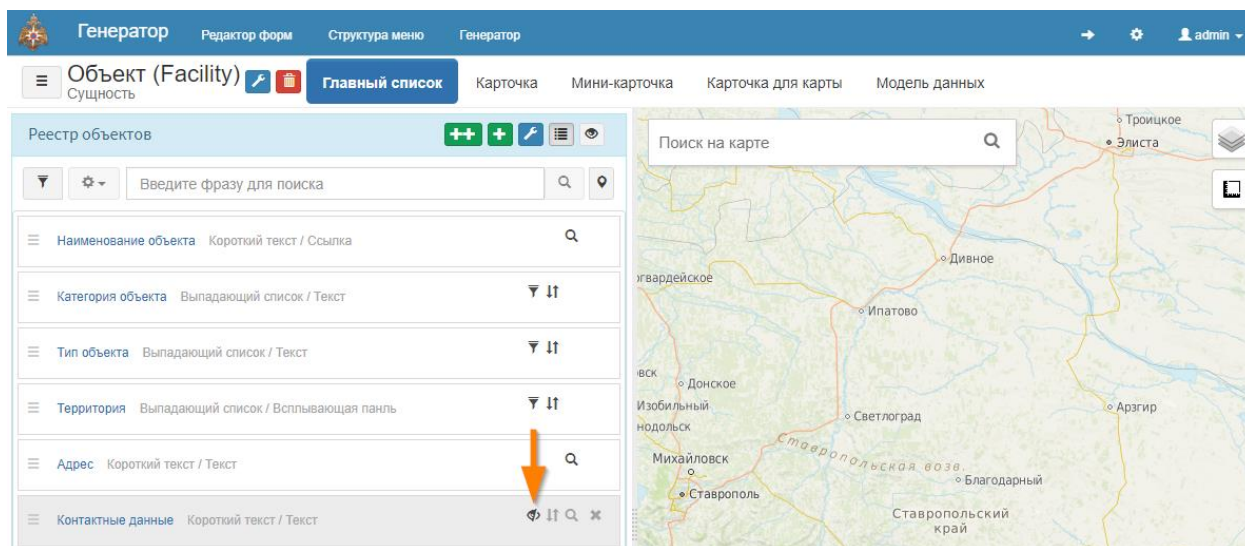 Генератор Редактор форм Структура меню Генератор admin
Объект (Facility) Главный список Карточка Мини-карточка Карточка для карты Модель данных
Сущность
Реестр объектов
Введите фразу для поиска
Наименование объекта Короткий текст / Ссылка
Категория объекта Выпадающий список / Текст
Тип объекта Выпадающий список / Текст
Территория Выпадающий список / Всплывающая панль
Адрес Короткий текст / Текст
Контактные данные Короткий текст / Текст
Поиск на карте
Троицкое
Элиста
Дивное
огвардейское
Ипатово
Донское
Изобильный
Светлоград
Арзгир
Ставропольская возв.
Михайловск
Благодарный
Ставрополь
Ставропольский
край